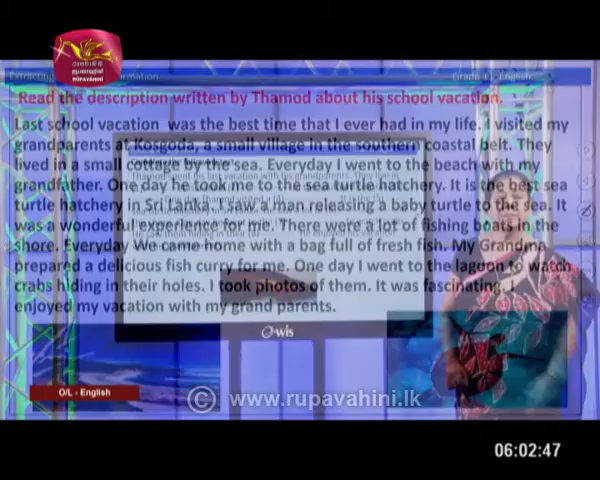 RUPAVAHINI
Extracting
Grade 11, English
Read the description written by Thamod about his school vacation.
Last school vacation was the best time that I ever had in my life. I visited my
grandparents at Kosgoda, a small village in the southern coastal belt. They
lived in a small cottage by the sea. Everyday I went to the beach with my
grandfather. One day he took me to the sea turtle hatchery. It is the best sea
turtle hatchery in Sri Lanka. I saw a man releasing a baby turtle to the sea. It
was a wonderful experience for me. There were a lot of fishing boats in the
shore. Everyday We came home with a bag full of fresh fish. My Grandma
prepared a delicious fish curry for me. One day I went to the lagoon to watch
crabs hiding in their holes. I took photos of them. It was fascinating.
enjoyed my vacation with my grand parents.
e-wis
O/L - English
© www.rupavahini.lk
06:02:47